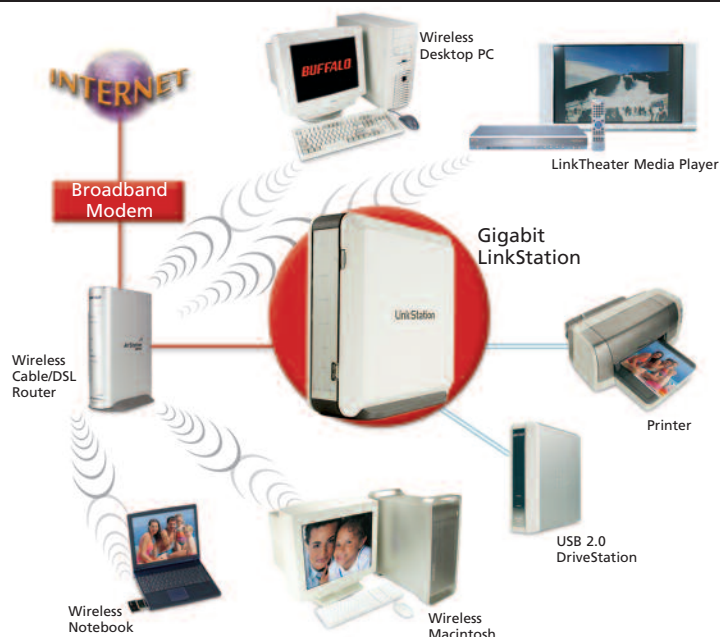 INTERNET
Wireless
Desktop PC
BUFFALO
LinkTheater Media Player
Broadband
Modem
Gigabit
LinkStation
LinkStation
Wireless
Cable/DSL
Router
Printer
USB 2.0
DriveStation
Wireless
Notebook
Wireless
Macintosh